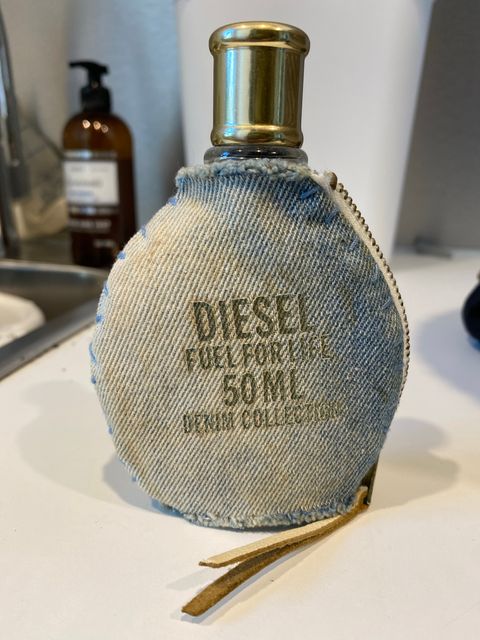 DIESEL
FUEL FOR LIFE
50 ML
DENIM COLLECTION